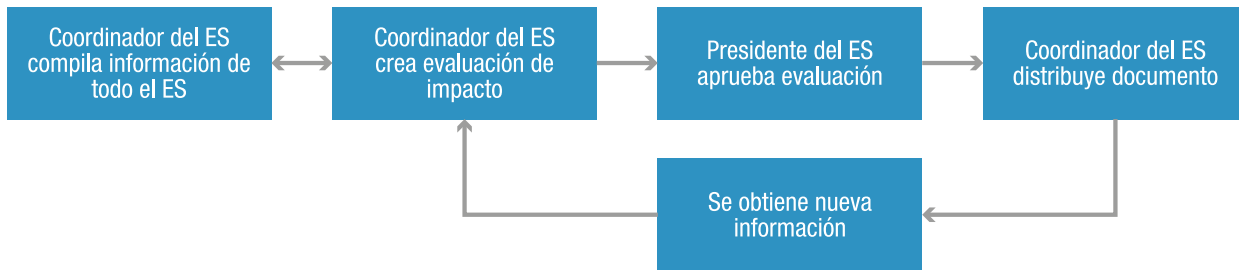 Coordinador del ES
compila información de
todo el ES
Coordinador del ES
crea evaluación de
impacto
Presidente del ES
aprueba evaluación
Coordinador del ES
distribuye documento
Se obtiene nueva
información